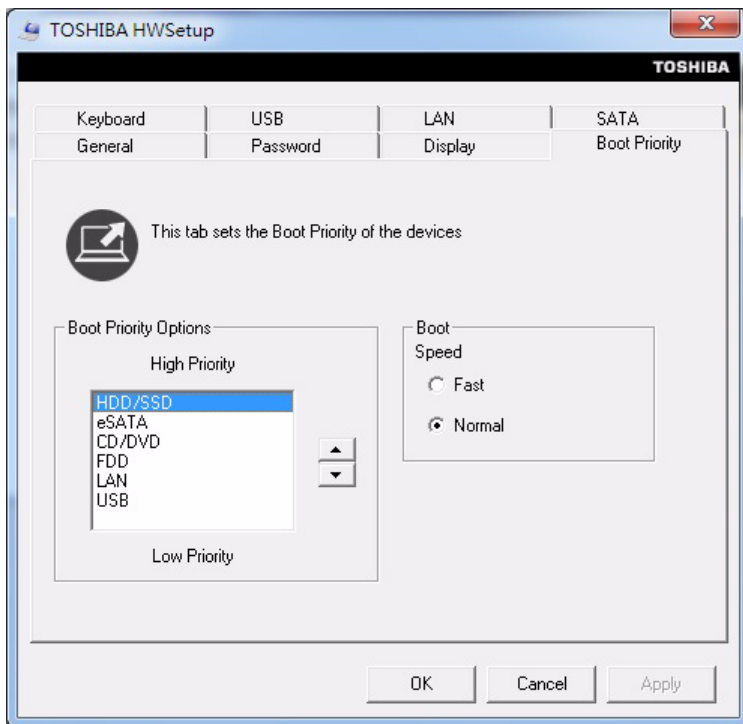 TOSHIBA HWSetup
TOSHIBA
Keyboard USB LAN SATA
General Password Display Boot Priority
This tab sets the Boot Priority of the devices
Boot Priority Options
High Priority
HDD/SSD
eSATA
CD/DVD
FDD
LAN
USB
Low Priority
Boot
Speed
Fast
Normal
OK Cancel Apply